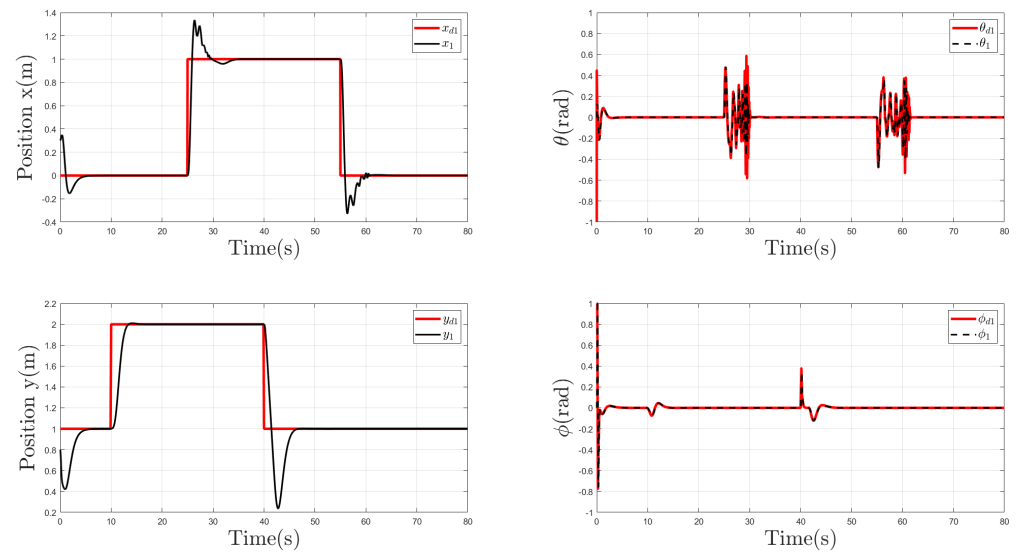 1.4
1.2
1
0.8
0.6
0.4
0.2
0
-0.2
-0.4
Position x(m)
x_{d1}
x_1
0 10 20 30 40 50 60 70 80
Time(s)
1
0.8
0.6
0.4
0.2
0
-0.2
-0.4
-0.6
-0.8
-1
θ(rad)
θ_{d1}
θ_1
0 10 20 30 40 50 60 70 80
Time(s)
2.2
2
1.8
1.6
1.4
1.2
1
0.8
0.6
0.4
0.2
Position y(m)
y_{d1}
y_1
0 10 20 30 40 50 60 70 80
Time(s)
1
0.8
0.6
0.4
0.2
0
-0.2
-0.4
-0.6
-0.8
-1
ϕ(rad)
ϕ_{d1}
ϕ_1
0 10 20 30 40 50 60 70 80
Time(s)